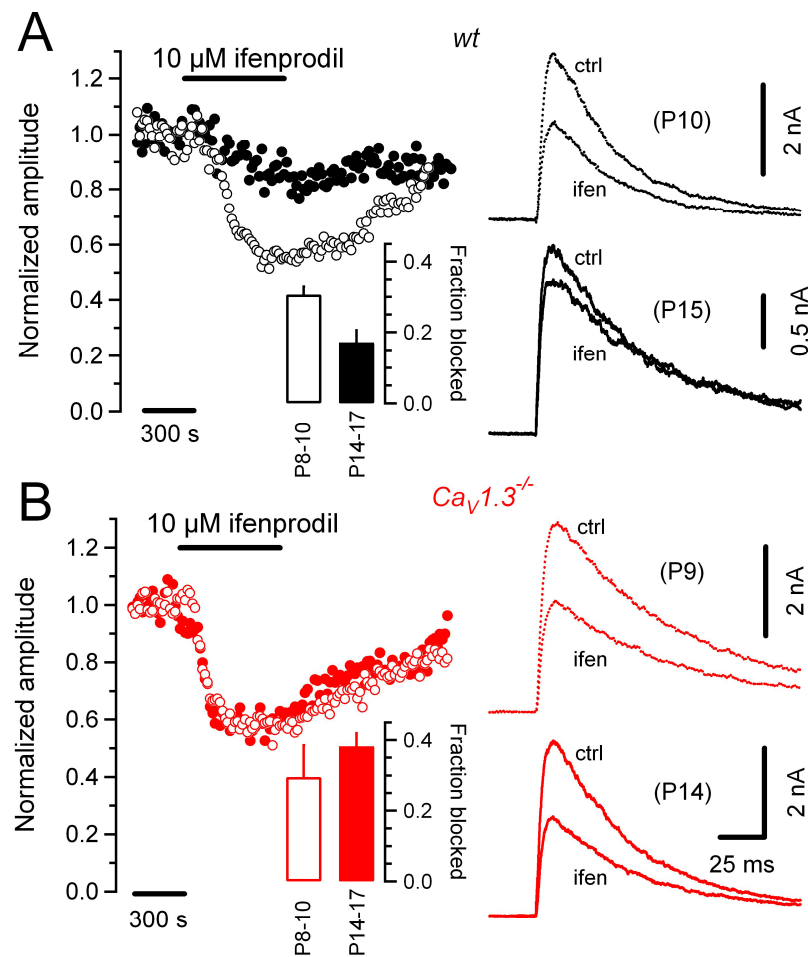 A
wt
10 µM ifenprodil
Normalized amplitude
1.2
1.0
0.8
0.6
0.4
0.2
0.0
300 s
Fraction blocked
0.4
0.2
0.0
P8-10
P14-17
ctrl
ifen
(P10)
2 nA
ctrl
ifen
(P15)
0.5 nA
B
CaV1.3-/-
10 µM ifenprodil
Normalized amplitude
1.2
1.0
0.8
0.6
0.4
0.2
0.0
300 s
Fraction blocked
0.4
0.2
0.0
P8-10
P14-17
ctrl
ifen
(P9)
2 nA
ctrl
ifen
(P14)
2 nA
25 ms